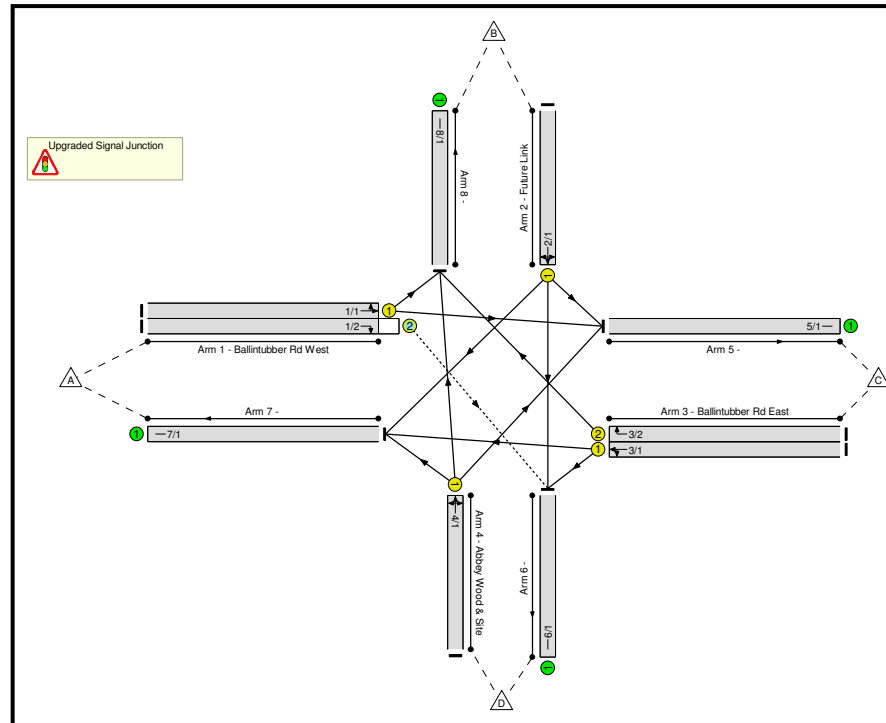 B
Upgraded Signal Junction
1
8/1
Arm 8 -
Arm 2 - Future Link
2/1
1
1/1
1
1/2
2
Arm 1 - Ballintubber Rd West
5/1
1
Arm 5 -
A
C
Arm 7 -
Arm 3 - Ballintubber Rd East
1
7/1
2
3/2
1
3/1
1
4/1
Arm 4 - Abbey Wood & Site
Arm 6 -
6/1
1
D